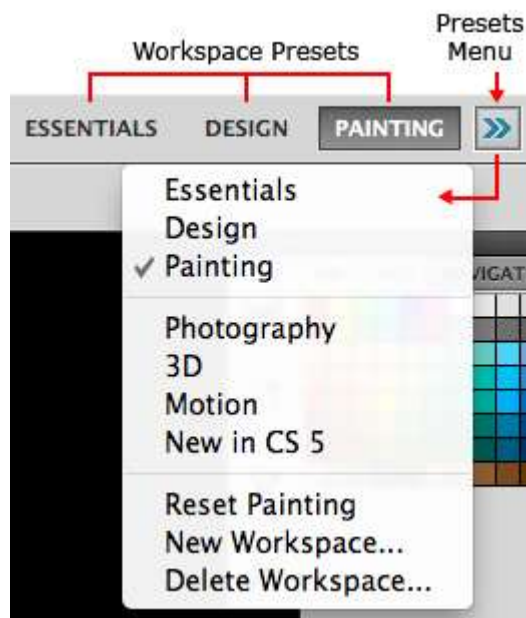 Presets
Workspace Presets Menu
ESSENTIALS DESIGN PAINTING
Essentials
Design
Painting
Photography
3D
Motion
New in CS 5
Reset Painting
New Workspace...
Delete Workspace...